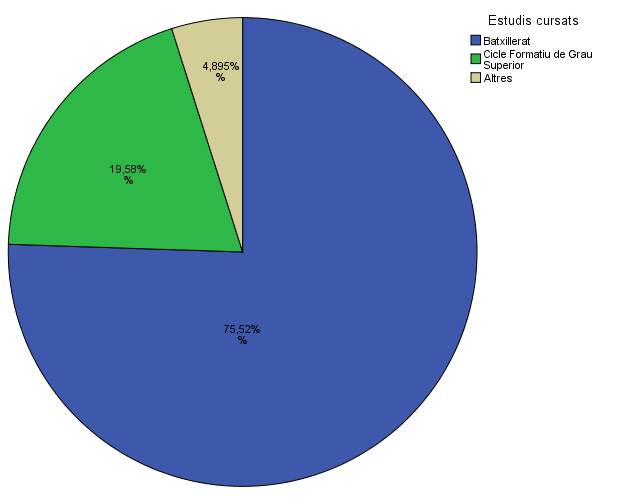 Estudis cursats
Batxillerat
Cicle Formatiu de Grau
Superior
Altres
4,895%
%
19,58%
%
75,52%
%